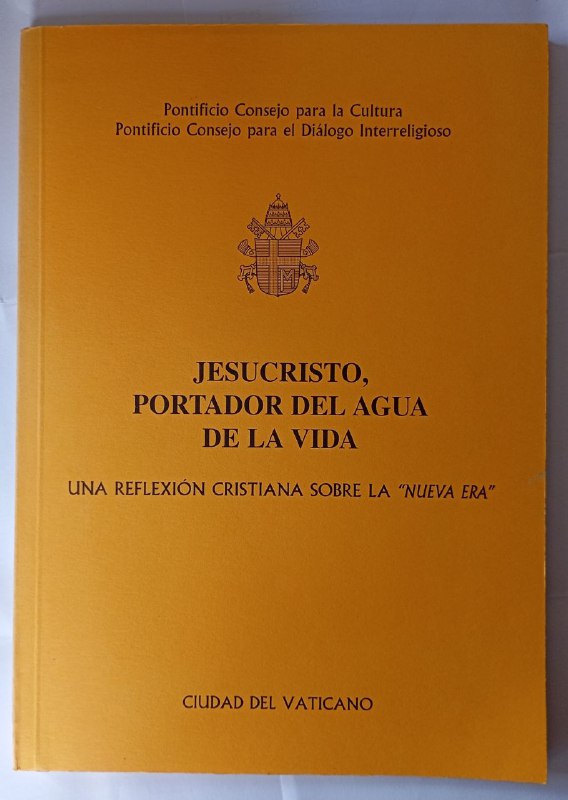 Pontificio Consejo para la Cultura
Pontificio Consejo para el Diálogo Interreligioso
JESUCRISTO,
PORTADOR DEL AGUA
DE LA VIDA
UNA REFLEXIÓN CRISTIANA SOBRE LA “NUEVA ERA”
CIUDAD DEL VATICANO